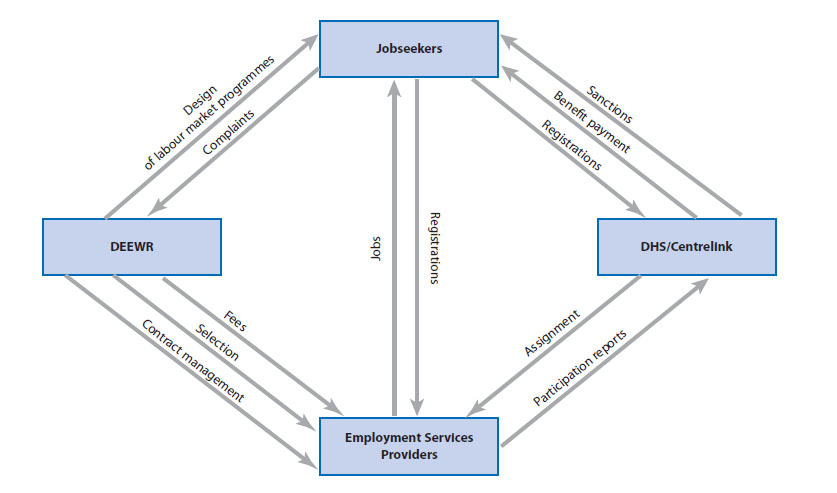 Jobseekers
Design
of labour market programmes
Complaints
Sanctions
Benefit payment
Registrations
DEEWR
Jobs
Registrations
DHS/Centrelink
Fees
Selection
Contract management
Assignment
Participation reports
Employment Services
Providers